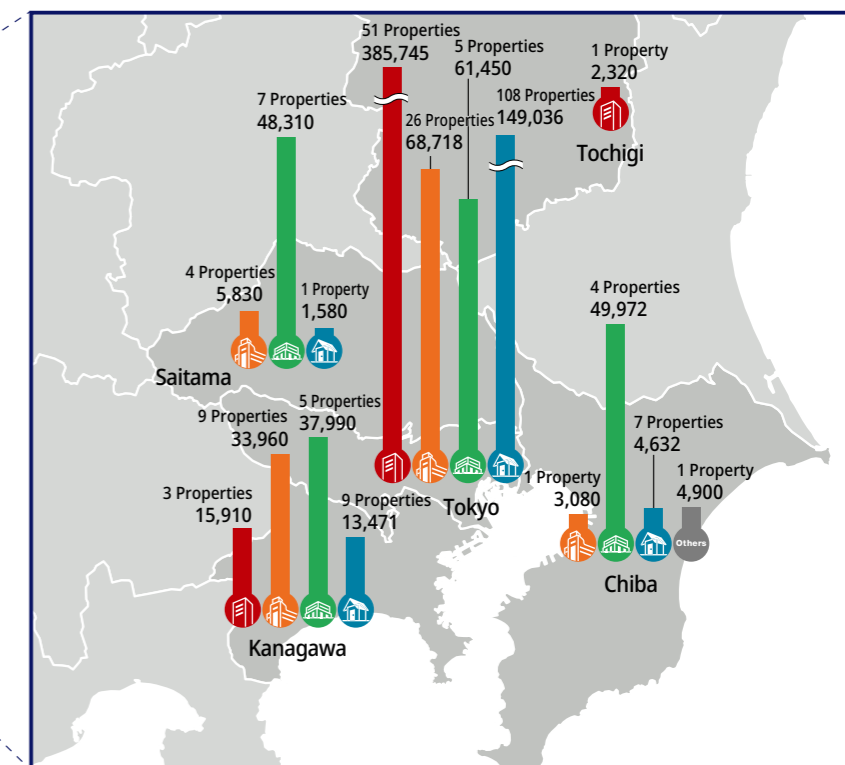 51 Properties
385,745
5 Properties
61,450
1 Property
2,320
Tochigi
7 Properties
48,310
26 Properties
68,718
108 Properties
149,036
4 Properties
5,830
1 Property
1,580
Saitama
4 Properties
49,972
9 Properties
33,960
5 Properties
37,990
3 Properties
15,910
9 Properties
13,471
Tokyo
1 Property
3,080
7 Properties
4,632
1 Property
4,900
Others
Chiba
Kanagawa